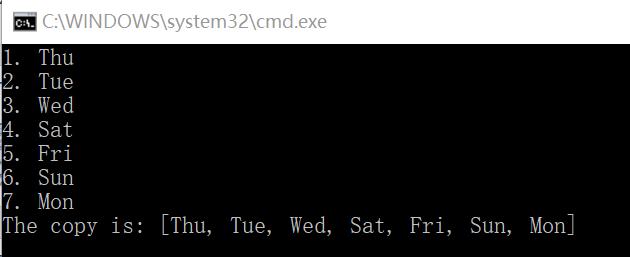 C:\WINDOWS\system32\cmd.exe
1. Thu
2. Tue
3. Wed
4. Sat
5. Fri
6. Sun
7. Mon
The copy is: [Thu, Tue, Wed, Sat, Fri, Sun, Mon]